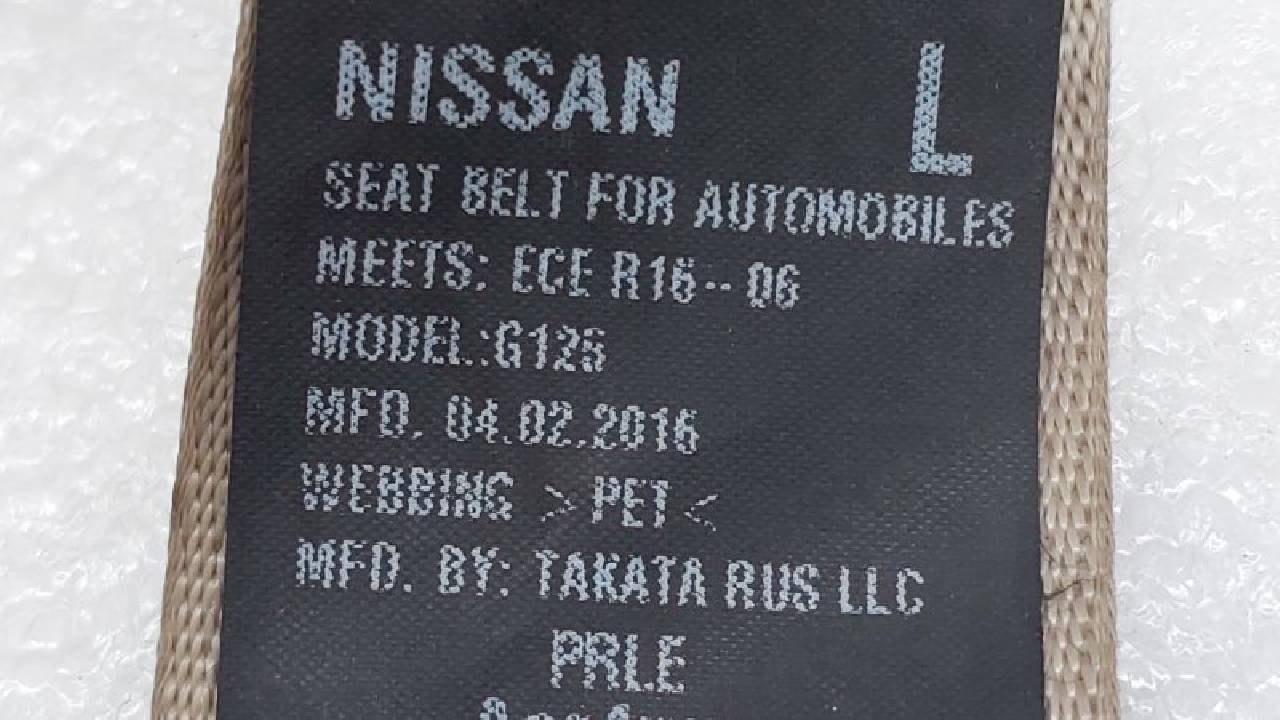 NISSAN L
SEAT BELT FOR AUTOMOBILES
MEETS: ECE R16-- 06
MODEL:G125
MFD. 04.02.2016
WEBBING >PET<
MFD. BY: TAKATA RUS LLC
PRLE